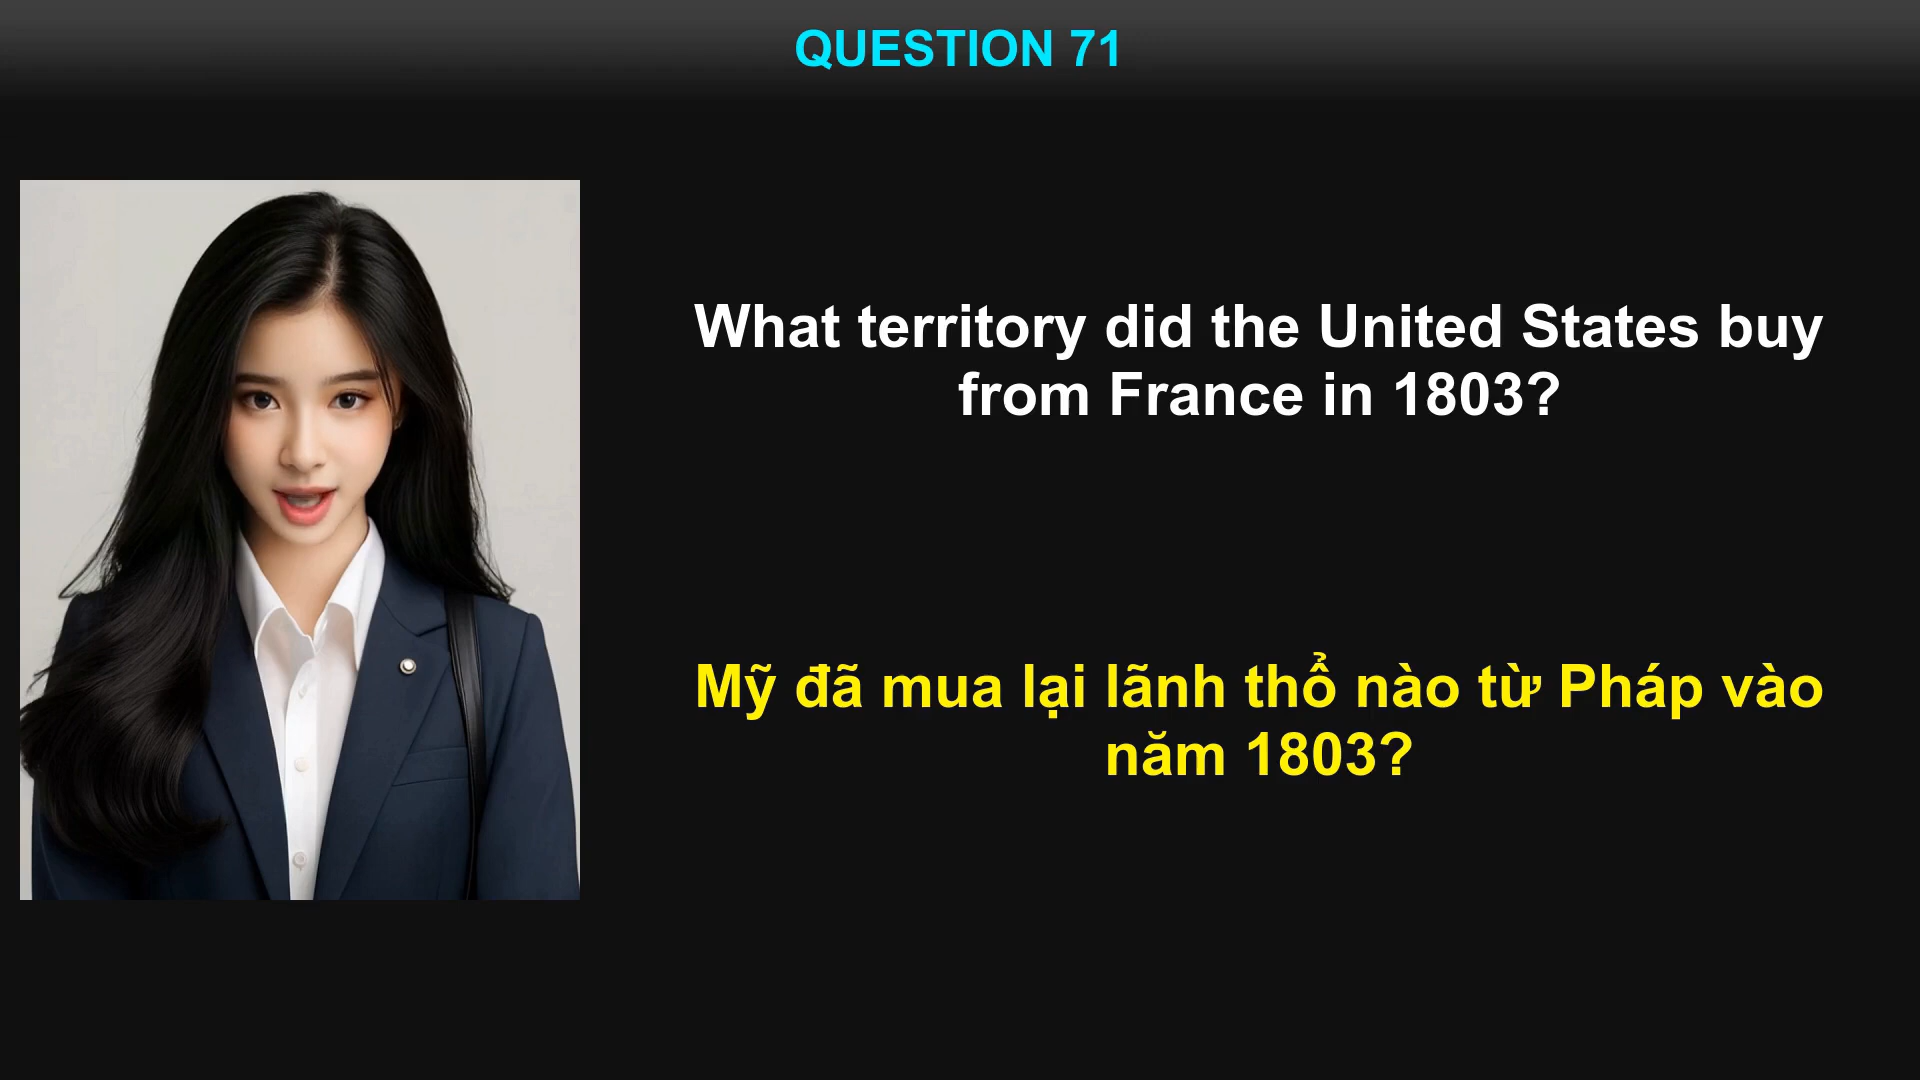 QUESTION 71
What territory did the United States buy
from France in 1803?
Mỹ đã mua lại lãnh thổ nào từ Pháp vào
năm 1803?